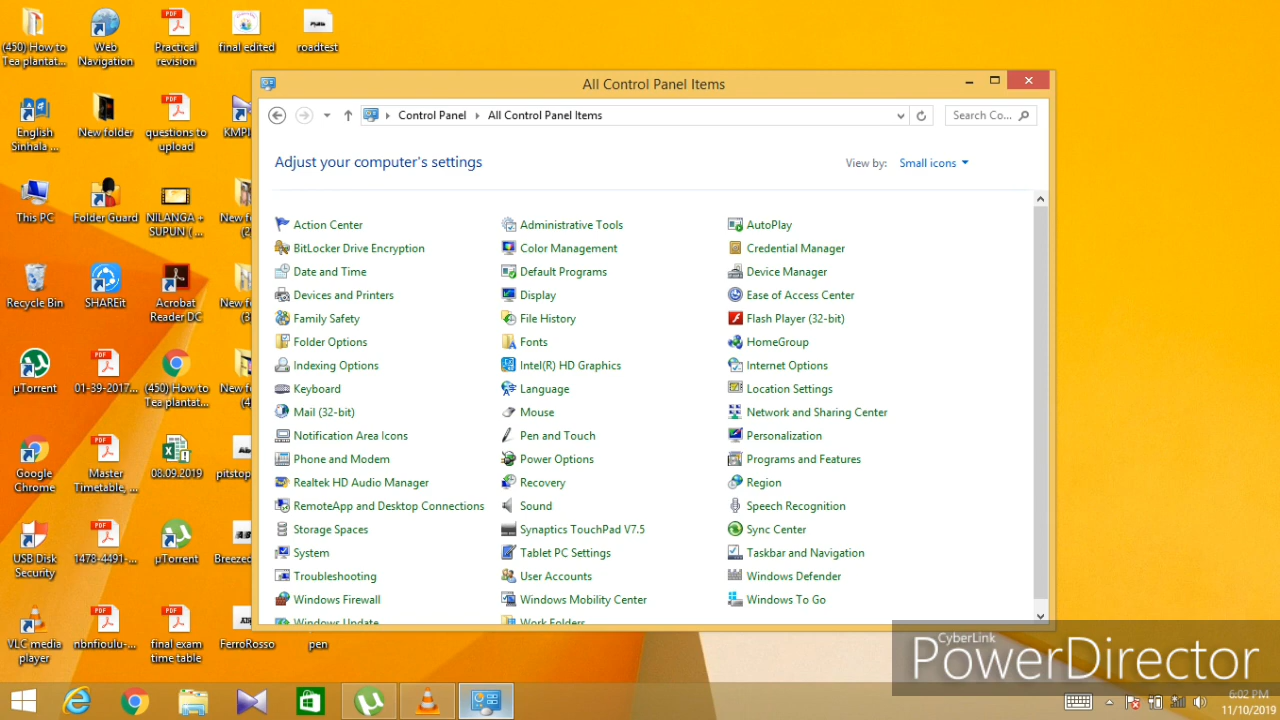 (450) How to
Tea plantat...
Web
Navigation
Practical
revision
final edited
roadtest
English
Sinhala ...
New folder
questions to
upload
KMPl
This PC
Folder Guard
NILANGA +
SUPUN ( ...
New f
Recycle Bin
SHAREit
Acrobat
Reader DC
New f
µTorrent
01-39-2017...
(450) How to
Tea plantat...
New f
Google
Chrome
Master
Timetable, ...
08.09.2019
pitstop
USB Disk
Security
1478-4491-...
µTorrent
Breezed
VLC media
player
nbnfioulu-...
final exam
time table
FerroRosso
pen
All Control Panel Items
Control Panel
All Control Panel Items
Search Co...
Adjust your computer's settings
View by:
Small icons
Action Center
Administrative Tools
AutoPlay
BitLocker Drive Encryption
Color Management
Credential Manager
Date and Time
Default Programs
Device Manager
Devices and Printers
Display
Ease of Access Center
Family Safety
File History
Flash Player (32-bit)
Folder Options
Fonts
HomeGroup
Indexing Options
Intel(R) HD Graphics
Internet Options
Keyboard
Language
Location Settings
Mail (32-bit)
Mouse
Network and Sharing Center
Notification Area Icons
Pen and Touch
Personalization
Phone and Modem
Power Options
Programs and Features
Realtek HD Audio Manager
Recovery
Region
RemoteApp and Desktop Connections
Sound
Speech Recognition
Storage Spaces
Synaptics TouchPad V7.5
Sync Center
System
Tablet PC Settings
Taskbar and Navigation
Troubleshooting
User Accounts
Windows Defender
Windows Firewall
Windows Mobility Center
Windows To Go
Windows Update
Work Folders
CyberLink
PowerDirector
6:02 PM
11/10/2019